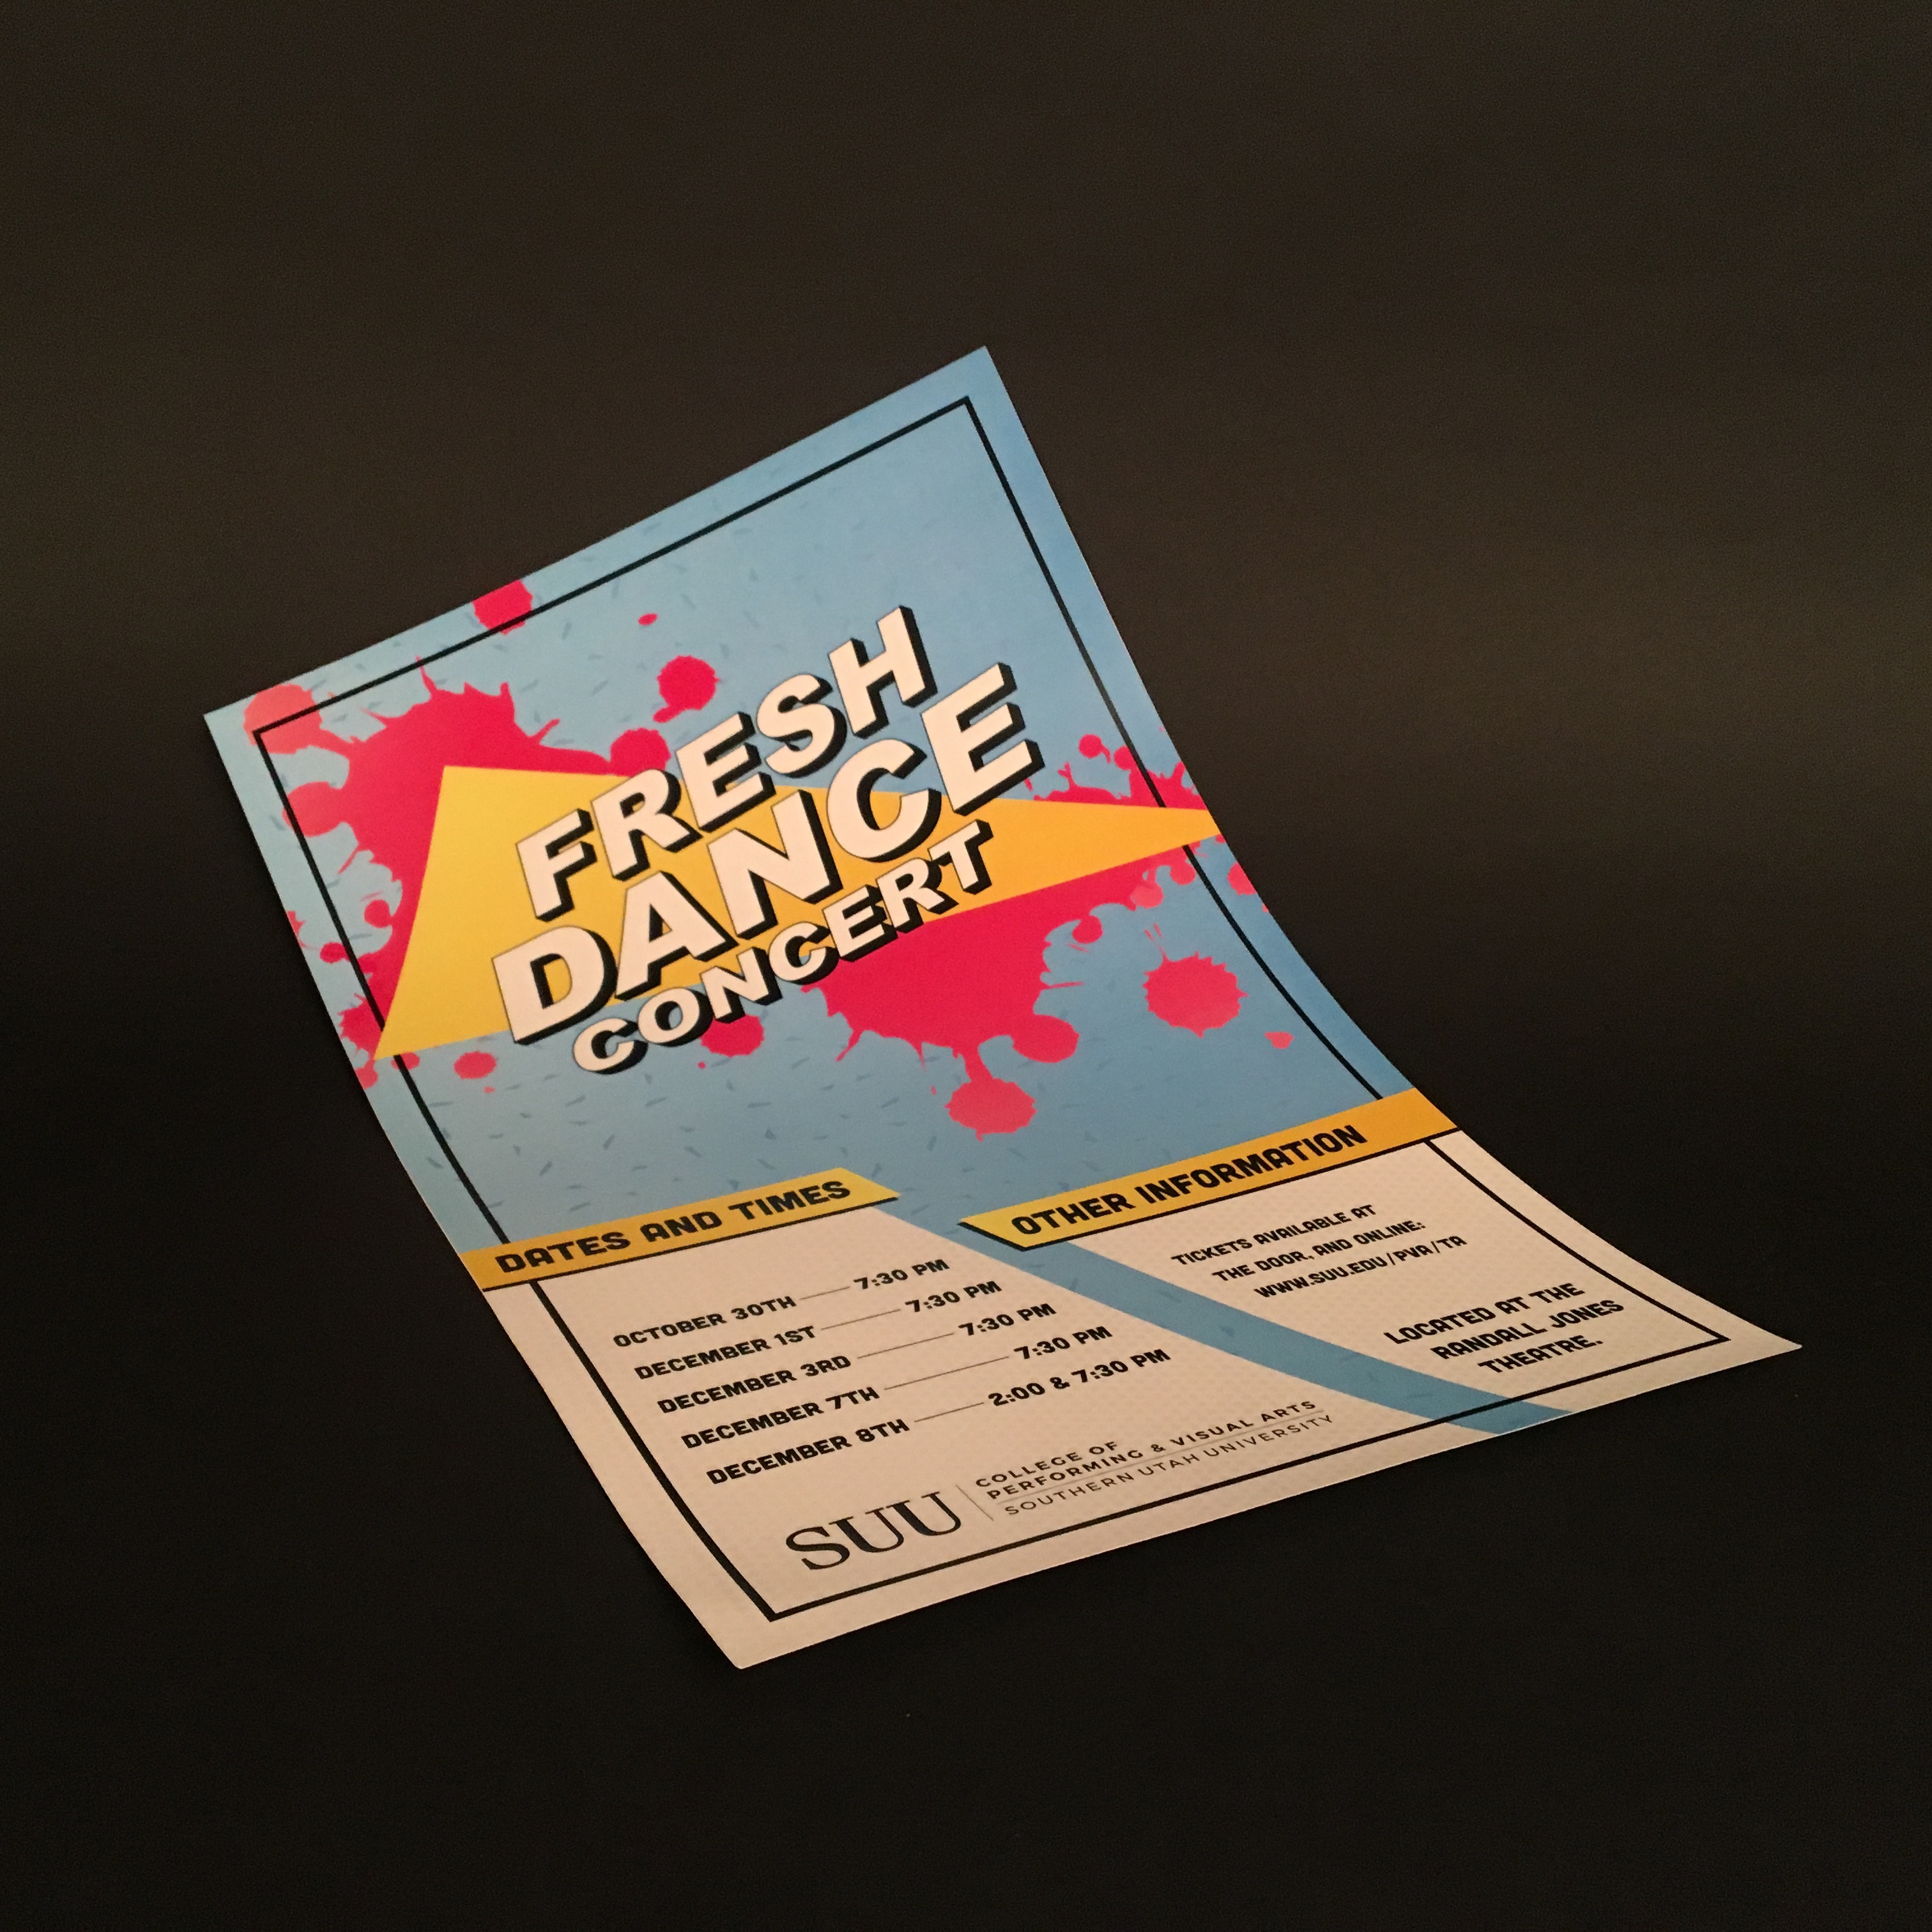 FRESH
DANCE
CONCERT
DATES AND TIMES
OCTOBER 30TH 7:30 PM
DECEMBER 1ST 7:30 PM
DECEMBER 3RD 7:30 PM
DECEMBER 7TH 7:30 PM
DECEMBER 8TH 2:00 & 7:30 PM
OTHER INFORMATION
TICKETS AVAILABLE AT
THE DOOR, AND ONLINE:
WWW.SUU.EDU/PVA/TA
LOCATED AT THE
RANDALL JONES
THEATRE.
SUU
COLLEGE OF
PERFORMING & VISUAL ARTS
SOUTHERN UTAH UNIVERSITY